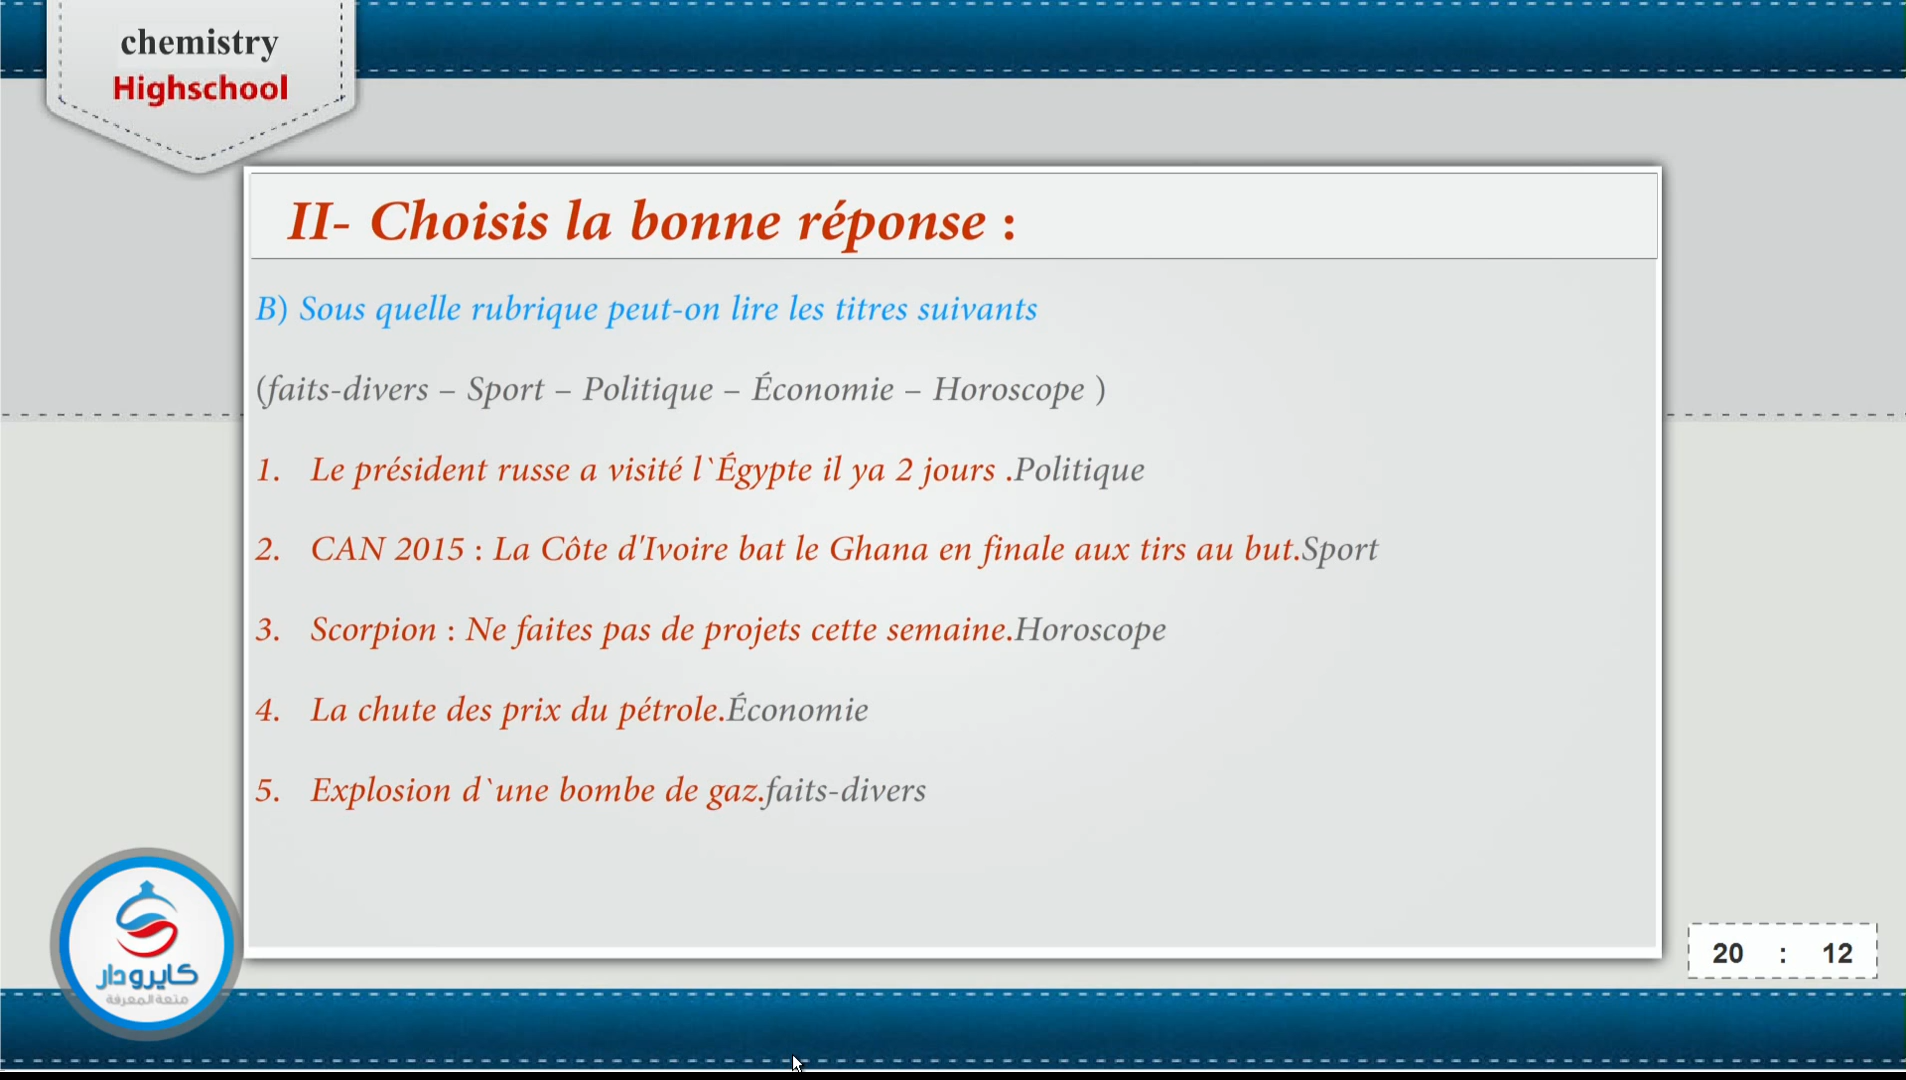 chemistry
Highschool
II- Choisis la bonne réponse :
B) Sous quelle rubrique peut-on lire les titres suivants
(faits-divers – Sport – Politique – Économie – Horoscope )
1. Le président russe a visité l`Égypte il ya 2 jours .Politique
2. CAN 2015 : La Côte d'Ivoire bat le Ghana en finale aux tirs au but.Sport
3. Scorpion : Ne faites pas de projets cette semaine.Horoscope
4. La chute des prix du pétrole.Économie
5. Explosion d`une bombe de gaz.faits-divers
كايرودار
متعة المعرفة
20 : 12